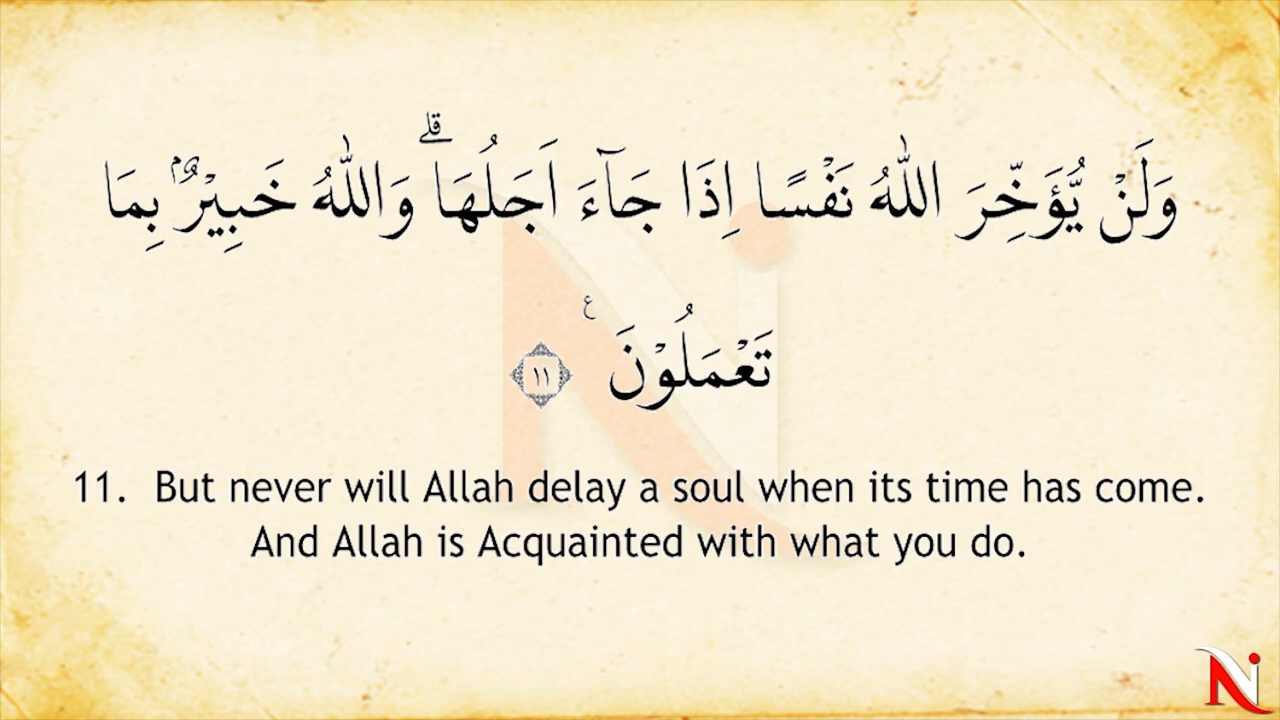 وَلَنْ يُّؤَخِّرَ اللّٰهُ نَفْسًا اِذَا جَآءَ اَجَلُهَاؕ وَاللّٰهُ خَبِيْرٌۢ بِمَا
تَعْمَلُوْنَ ع ١١
11. But never will Allah delay a soul when its time has come.
And Allah is Acquainted with what you do.